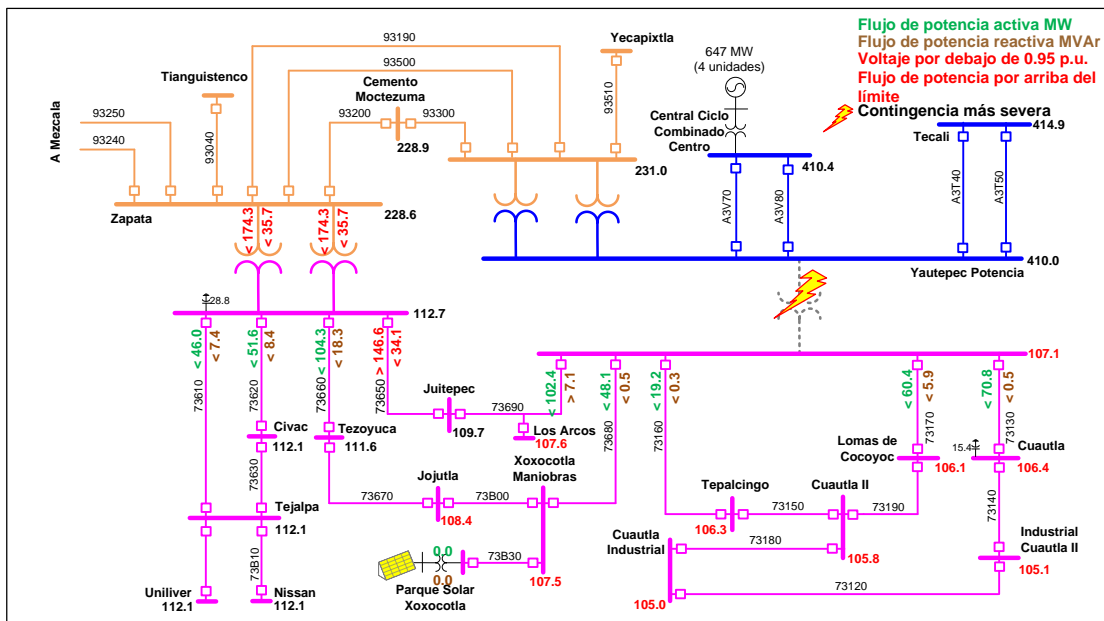 Flujo de potencia activa MW
Flujo de potencia reactiva MVAr
Voltaje por debajo de 0.95 p.u.
Flujo de potencia por arriba del
límite
Contingencia más severa
93190
93500
Tianguistenco
Cemento
Moctezuma
Yecapixtla
647 MW
(4 unidades)
Central Ciclo
Combinado
Centro
A Mezcala
93250
93240
93040
93200
93300
93510
228.9
231.0
410.4
414.9
Tecali
A3V70
A3V80
A3T40
A3T50
Zapata
228.6
410.0
Yautepec Potencia
< 174.3
< 35.7
< 174.3
< 35.7
28.8
112.7
107.1
< 46.0
< 7.4
< 51.6
< 8.4
< 104.3
< 18.3
> 146.6
< 34.1
< 102.4
> 7.1
< 48.1
< 0.5
< 19.2
< 0.3
< 60.4
< 5.9
< 70.8
< 0.5
73610
73620
73660
73650
73690
73680
73160
73170
73130
Juitepec
109.7
Los Arcos
107.6
Civac
112.1
Tezoyuca
111.6
73630
Lomas de
Cocoyoc
106.1
15.4
Cuautla
106.4
Jojutla
73670
108.4
73B00
Xoxocotla
Maniobras
Tepalcingo
106.3
73150
Cuautla II
73190
105.8
73140
Tejalpa
112.1
73B10
Cuautla
Industrial
73180
Industrial
Cuautla II
105.1
0.0
0.0
73B30
107.5
Parque Solar
Xoxocotla
105.0
73120
Uniliver
112.1
Nissan
112.1